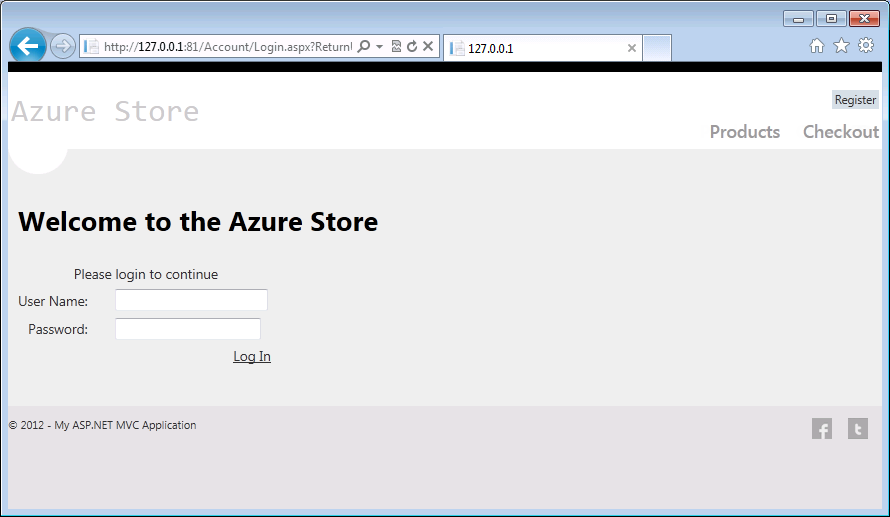 http://127.0.0.1:81/Account/Login.aspx?Return
127.0.0.1
Register
Azure Store
Products Checkout
Welcome to the Azure Store
Please login to continue
User Name:
Password:
Log In
© 2012 - My ASP.NET MVC Application